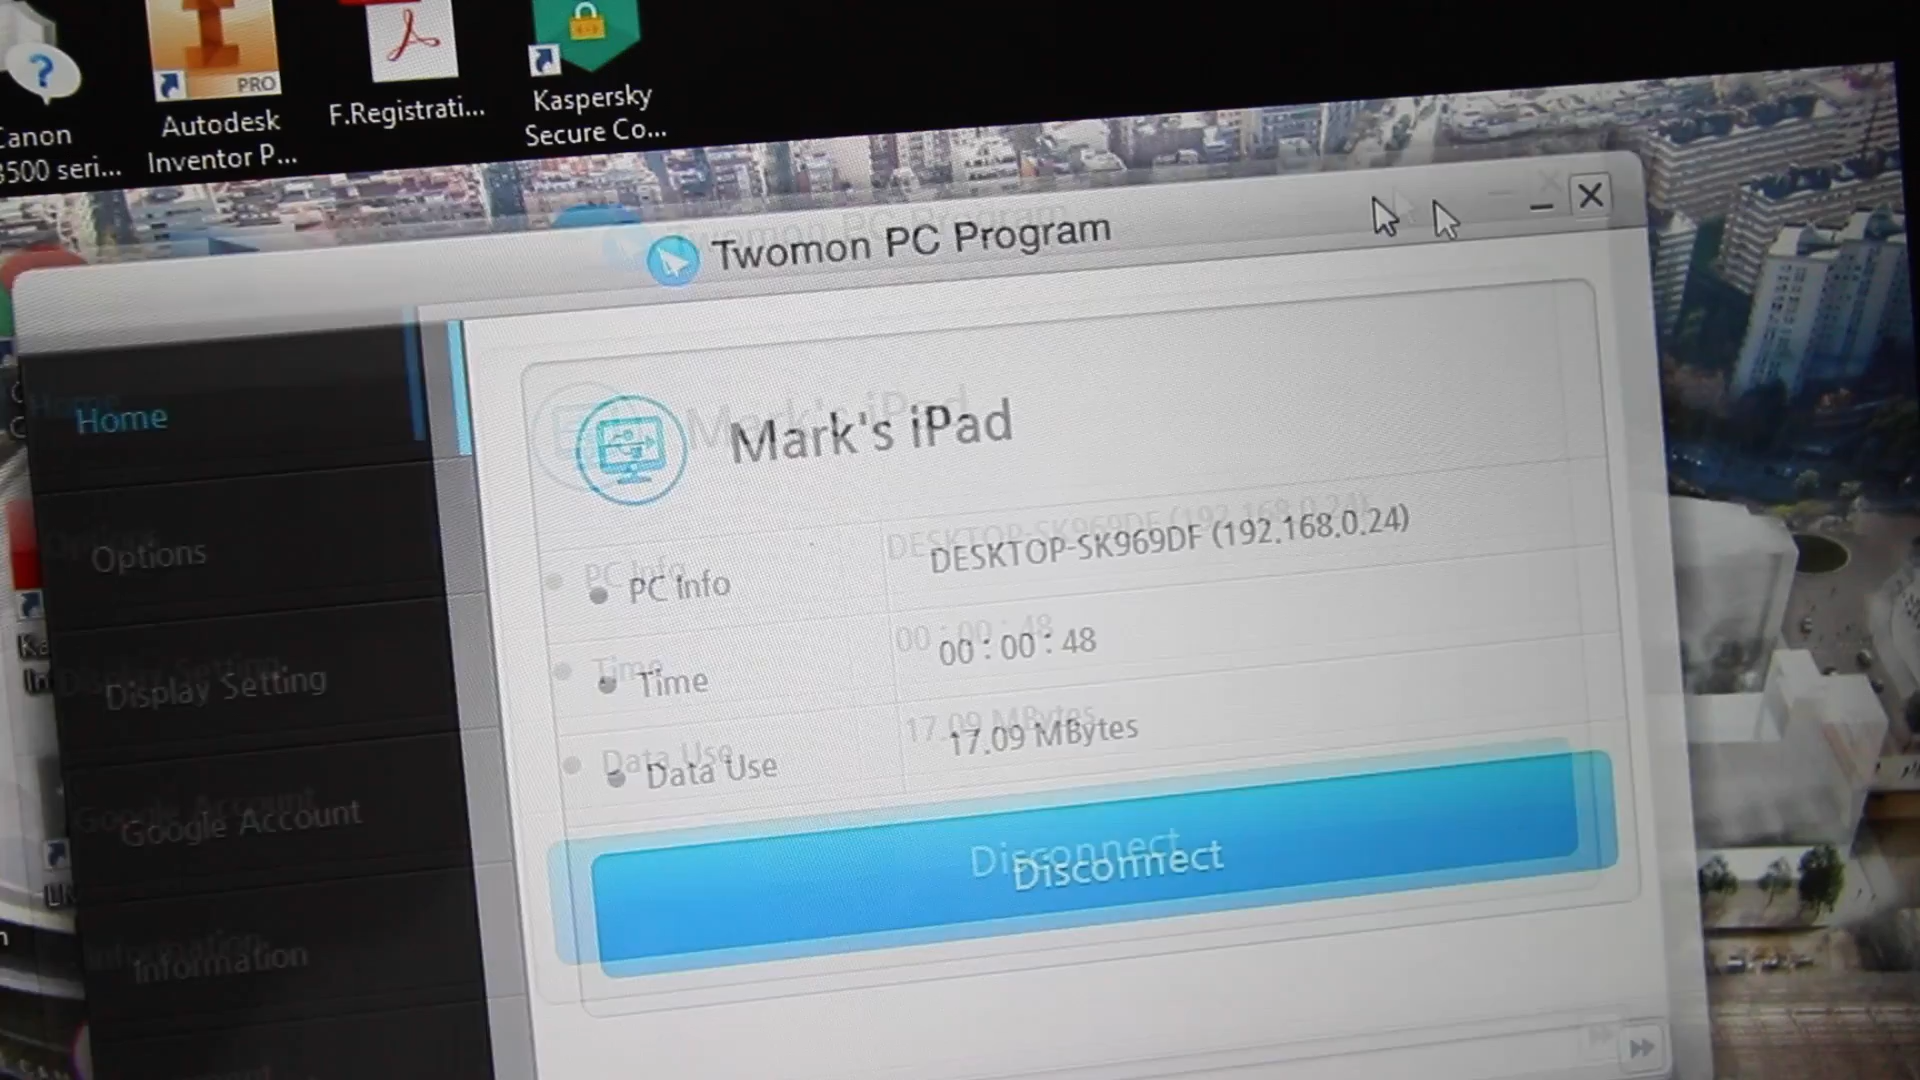 Canon
3500 seri...
PRO
Autodesk
Inventor P...
F.Registrati...
Kaspersky
Secure Co...
Twomon PC Program
Home
Options
Display Setting
Google Account
Information
Mark's iPad
PC info
DESKTOP-SK969DF (192.168.0.24)
Time
00 : 00 : 48
Data Use
17.09 MBytes
Disconnect